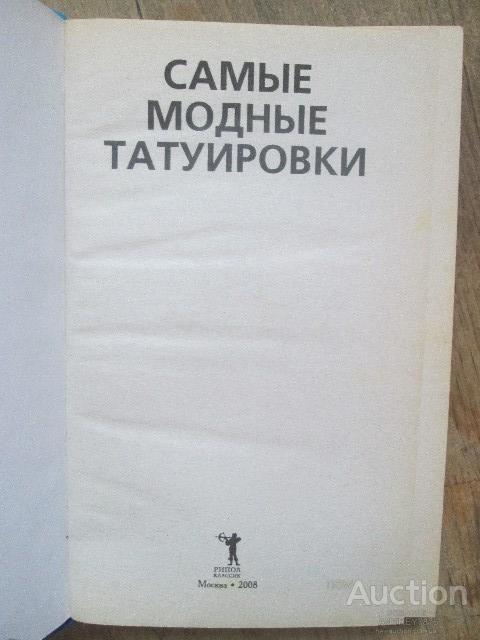 САМЫЕ
МОДНЫЕ
ТАТУИРОВКИ
РИПОЛ
КЛАССИК
Москва • 2008
Auction